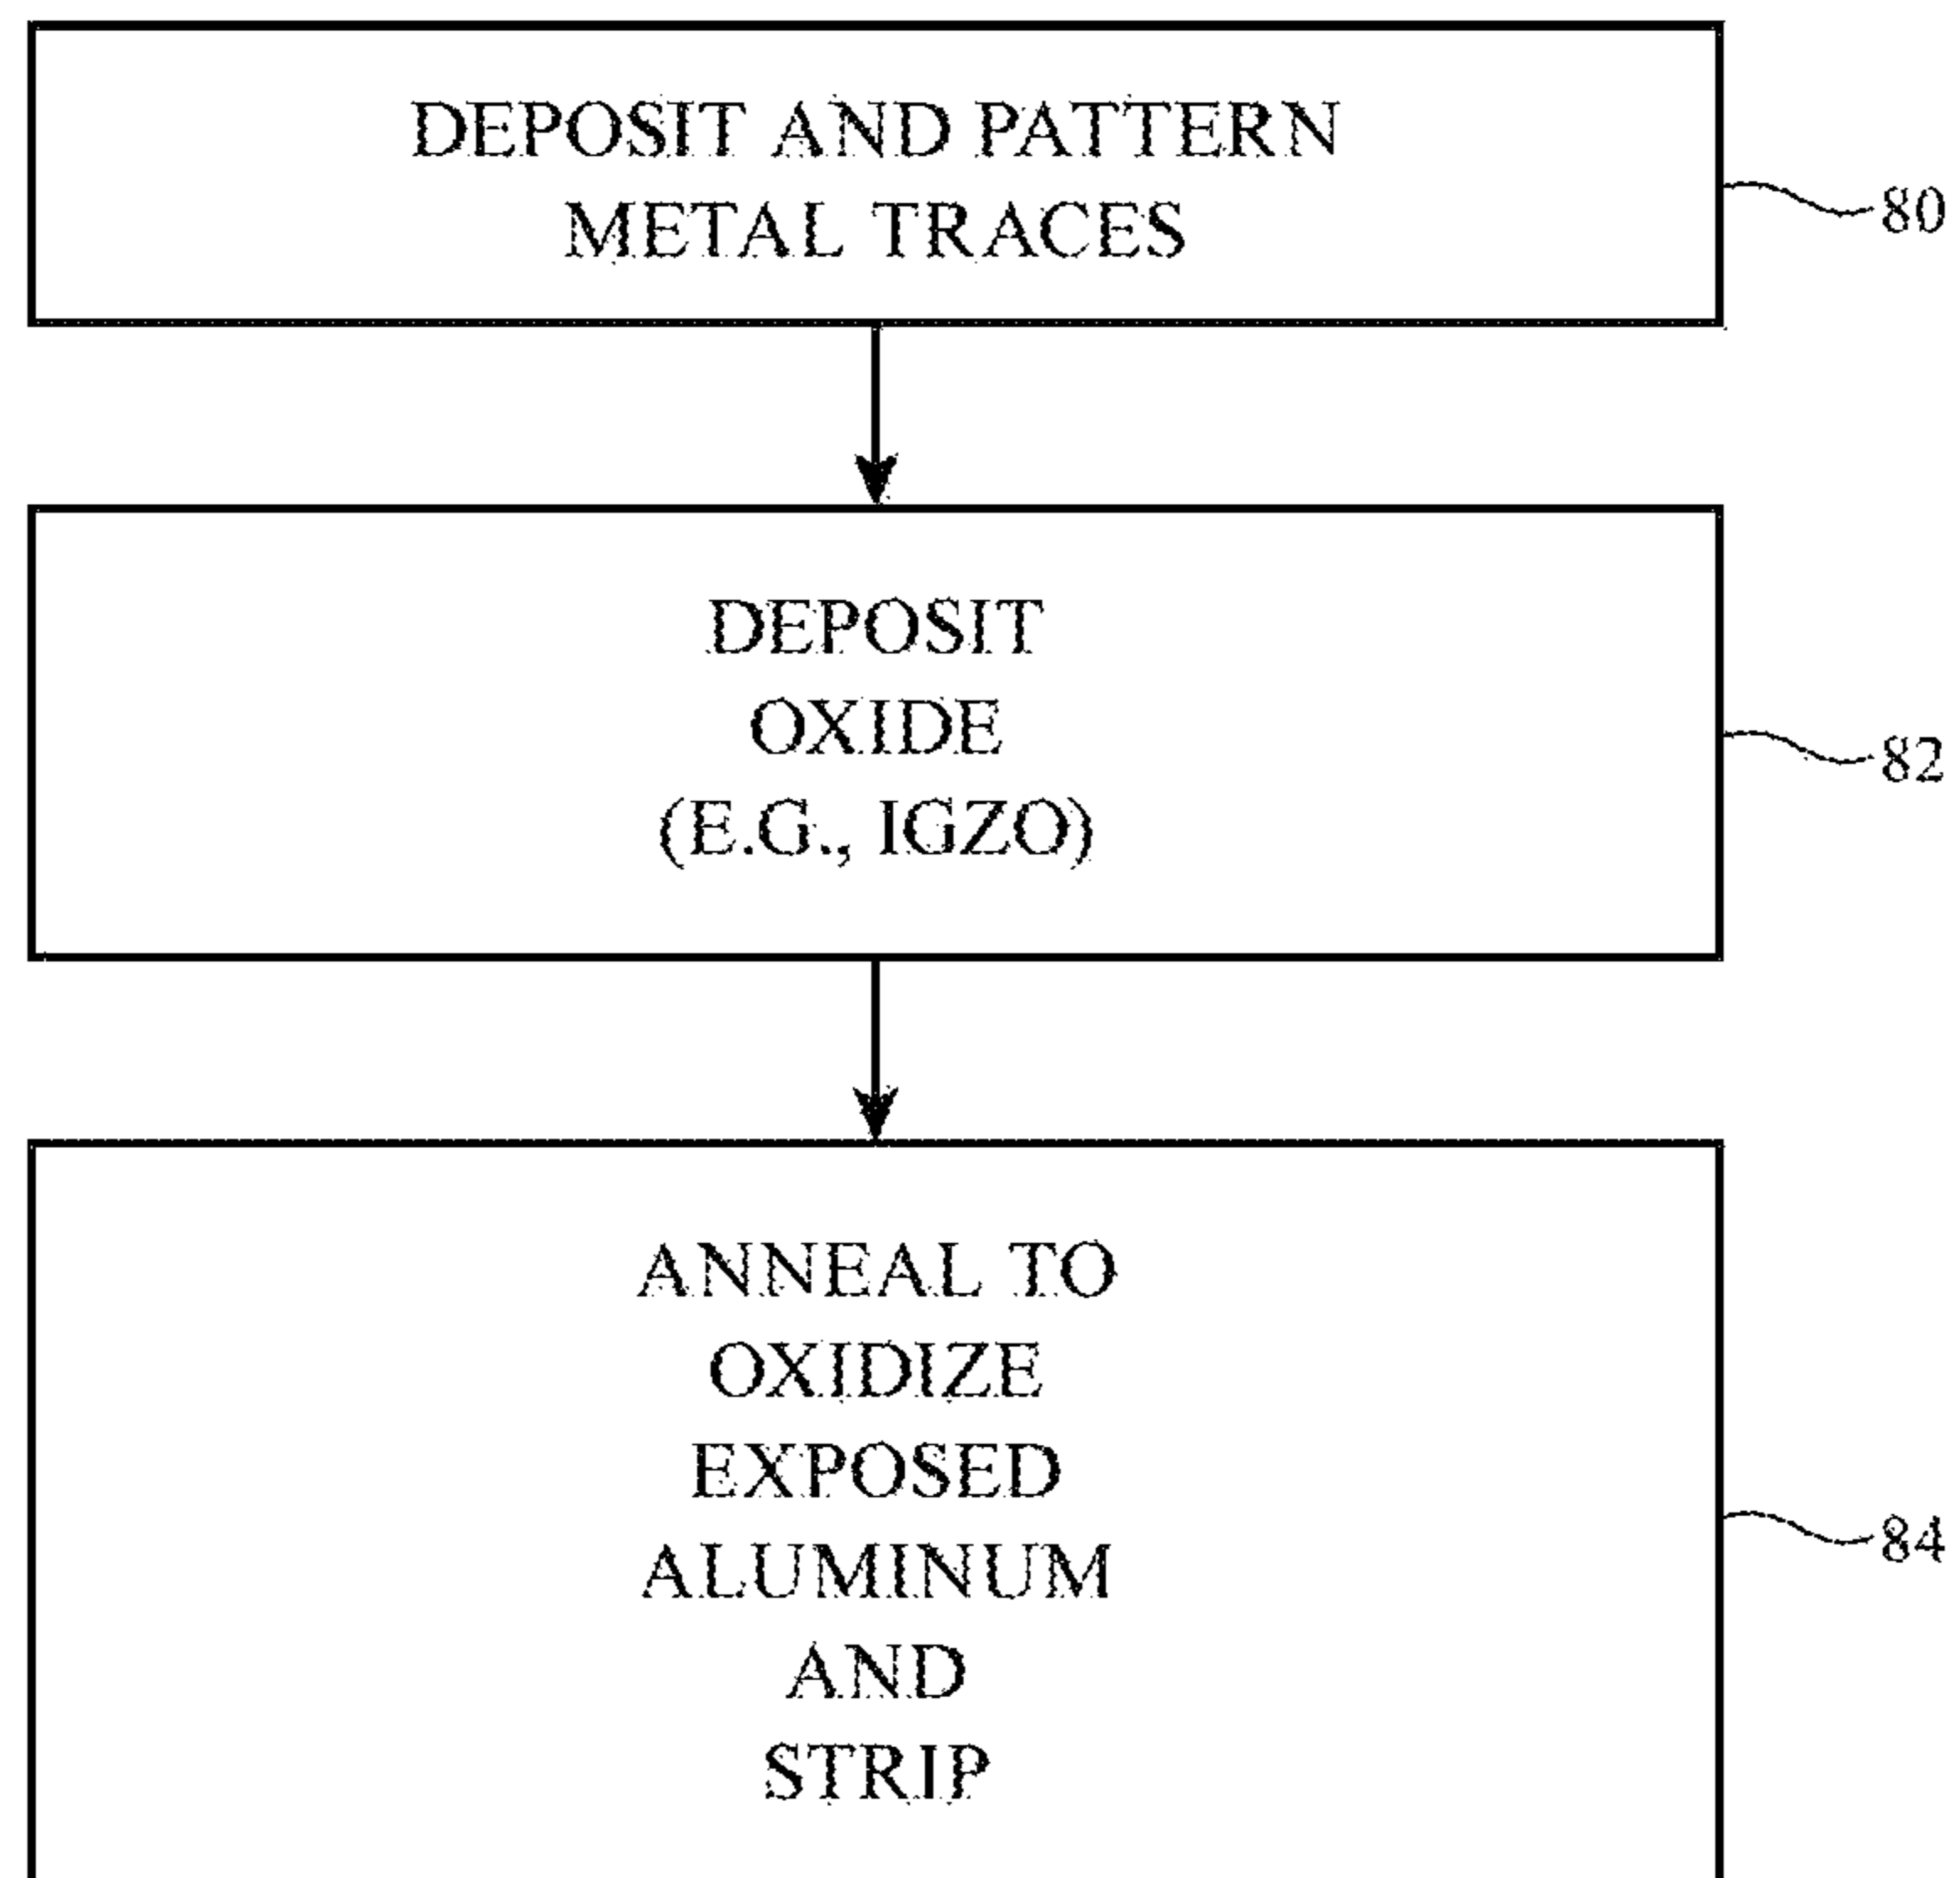 DEPOSIT AND PATTERN
METAL TRACES
80
DEPOSIT
OXIDE
(E.G., IGZO)
82
ANNEAL TO
OXIDIZE
EXPOSED
ALUMINUM
AND
STRIP
84